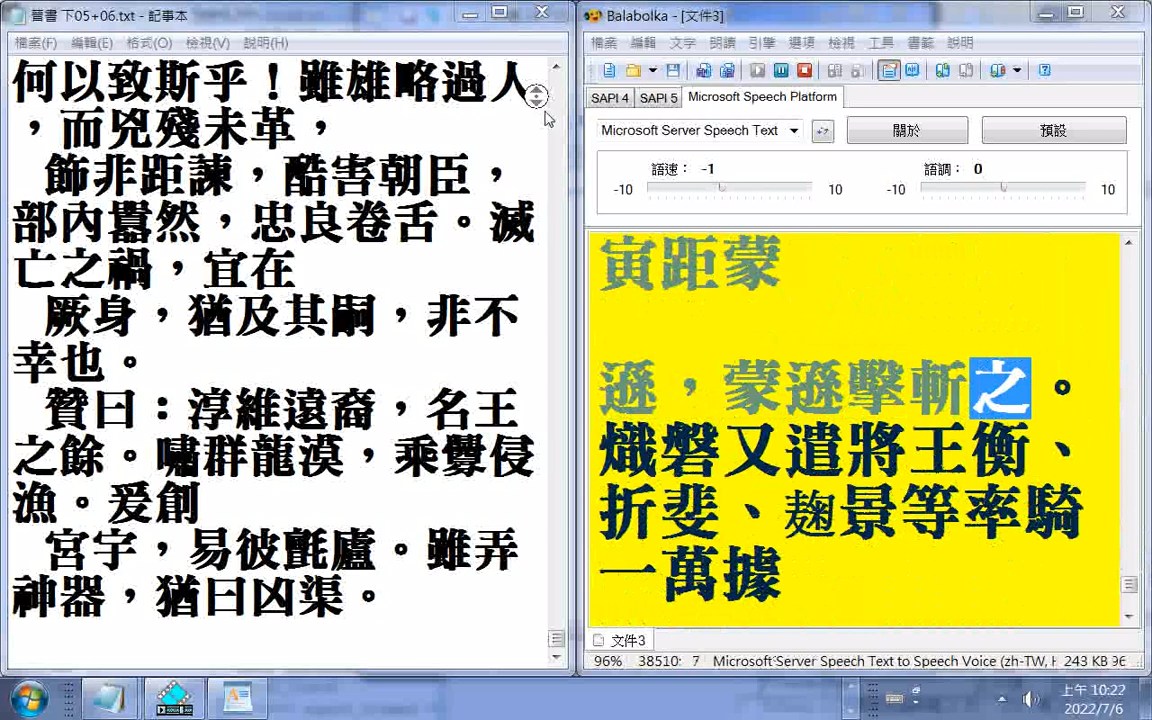 晉書 下05+06.txt - 記事本
檔案(F) 編輯(E) 格式(O) 檢視(V) 說明(H)
何以致斯乎！雖雄略過人
，而兇殘未革，
飾非距諫，酷害朝臣，
部內囂然，忠良卷舌。滅
亡之禍，宜在
厥身，猶及其嗣，非不
幸也。
贊曰：淳維遠裔，名王
之餘。嘯群龍漠，乘釁侵
漁。爰創
宮宇，易彼氈廬。雖弄
神器，猶曰凶渠。
Balabolka - [文件3]
檔案 編輯 文字 朗讀 引擎 選項 檢視 工具 書籤 說明
SAPI 4 SAPI 5 Microsoft Speech Platform
Microsoft Server Speech Text 關於 預設
語速： -1 語調： 0
-10 10 -10 10
寅距蒙
遜，蒙遜擊斬之。
熾磐又遣將王衡、
折斐、麹景等率騎
一萬據
文件3
96% 38510: 7 Microsoft Server Speech Text to Speech Voice (zh-TW, H 243 KB 96
上午 10:22
2022/7/6